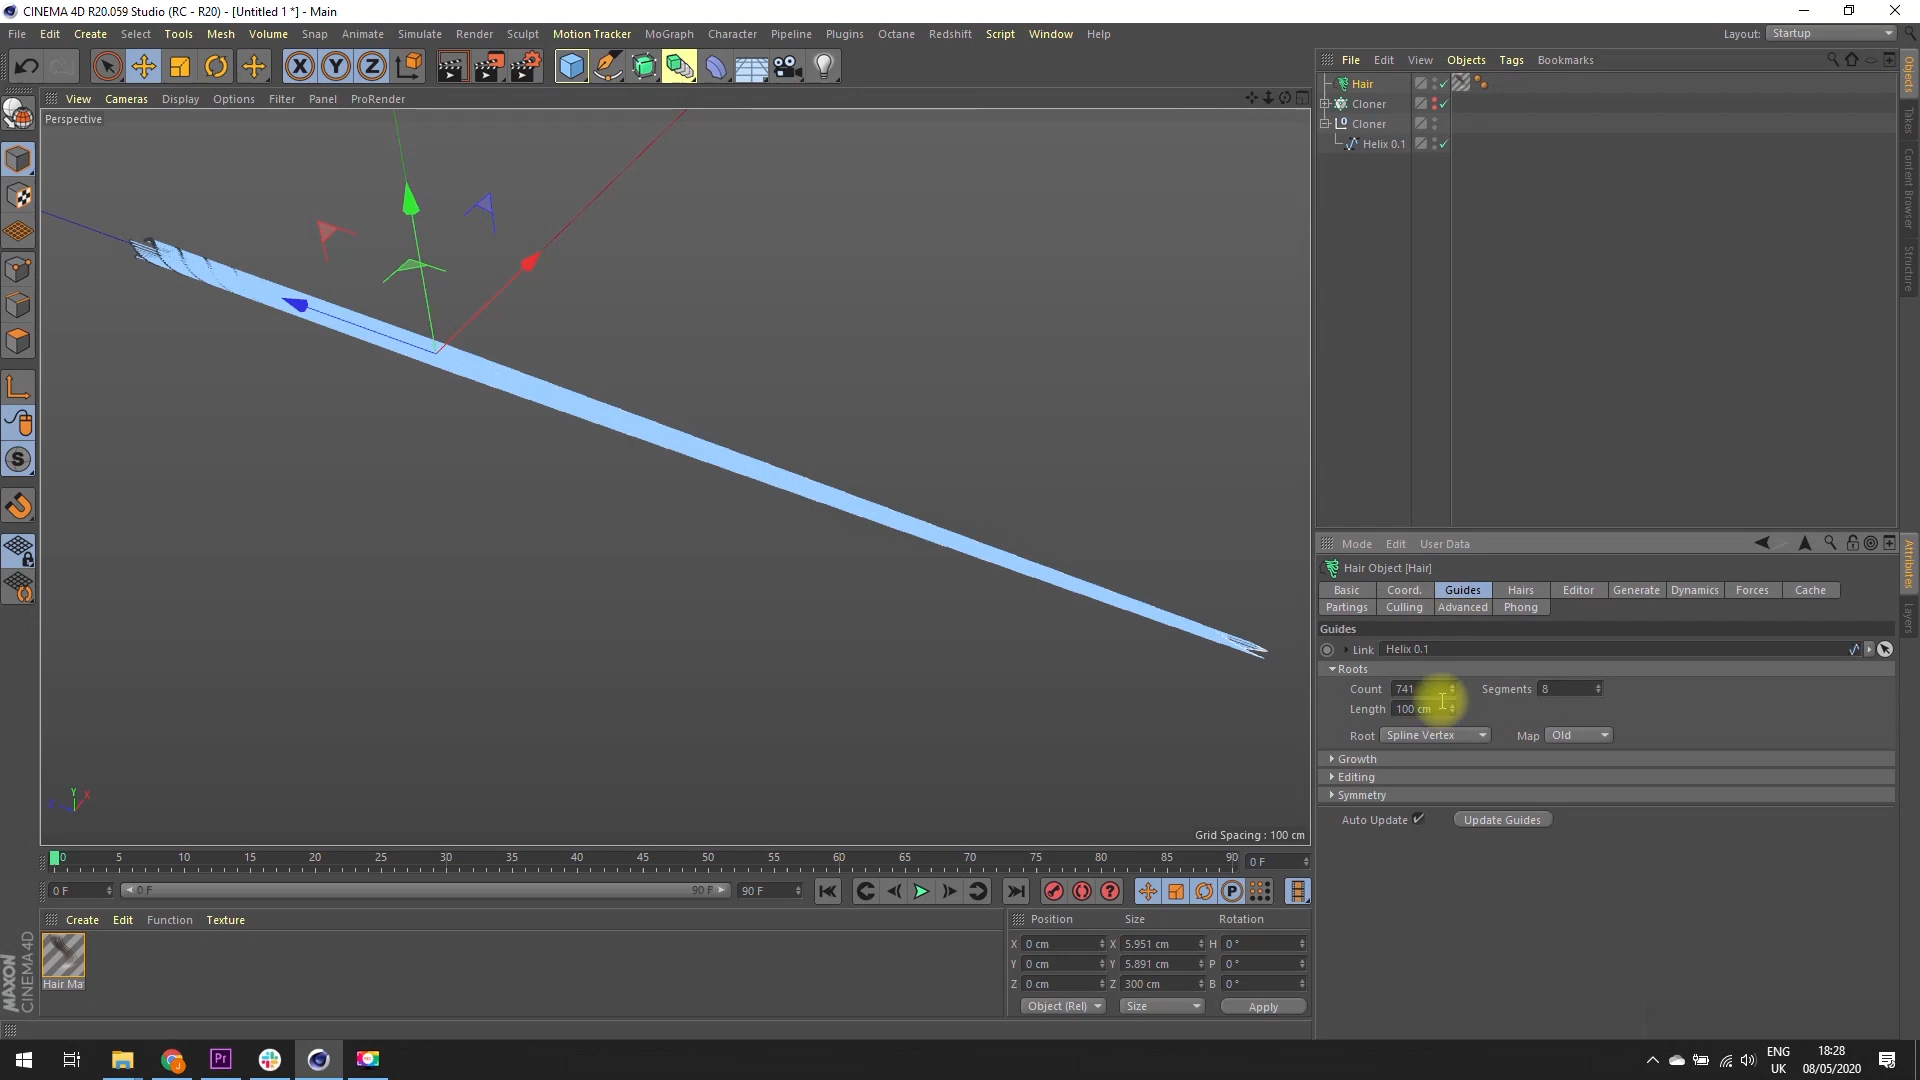 CINEMA 4D R20.059 Studio (RC - R20) - [Untitled 1 *] - Main
File Edit Create Select Tools Mesh Volume Snap Animate Simulate Render Sculpt Motion Tracker MoGraph Character Pipeline Plugins Octane Redshift Script Window Help
Layout: Startup
File Edit View Objects Tags Bookmarks
Hair
Cloner
Cloner
Helix 0.1
View Cameras Display Options Filter Panel ProRender
Perspective
X Y Z
Objects
Takes
Content Browser
Structure
Attributes
Layers
Mode Edit User Data
Hair Object [Hair]
Basic Coord. Guides Hairs Editor Generate Dynamics Forces Cache
Partings Culling Advanced Phong
Guides
Link Helix 0.1
Roots
Count 741 Segments 8
Length 100 cm
Root Spline Vertex Map Old
Growth
Editing
Symmetry
Auto Update Update Guides
Y X
Grid Spacing : 100 cm
0 5 10 15 20 25 30 35 40 45 50 55 60 65 70 75 80 85 90 0 F
0 F 0 F 90 F 90 F
Create Edit Function Texture
Hair Ma
MAXON
CINEMA 4D
Position Size Rotation
X 0 cm X 5.951 cm H 0 °
Y 0 cm Y 5.891 cm P 0 °
Z 0 cm Z 300 cm B 0 °
Object (Rel) Size Apply
Pr
ENG
UK
18:28
08/05/2020